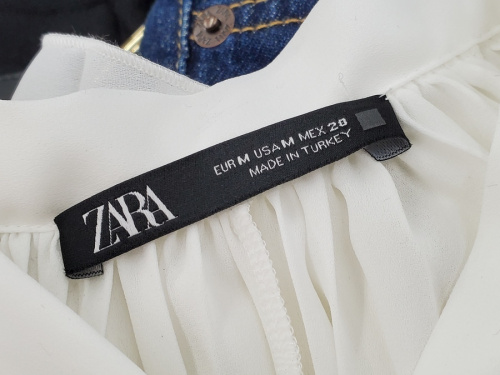 ZARA
EUR M USA M MEX 28
MADE IN TURKEY